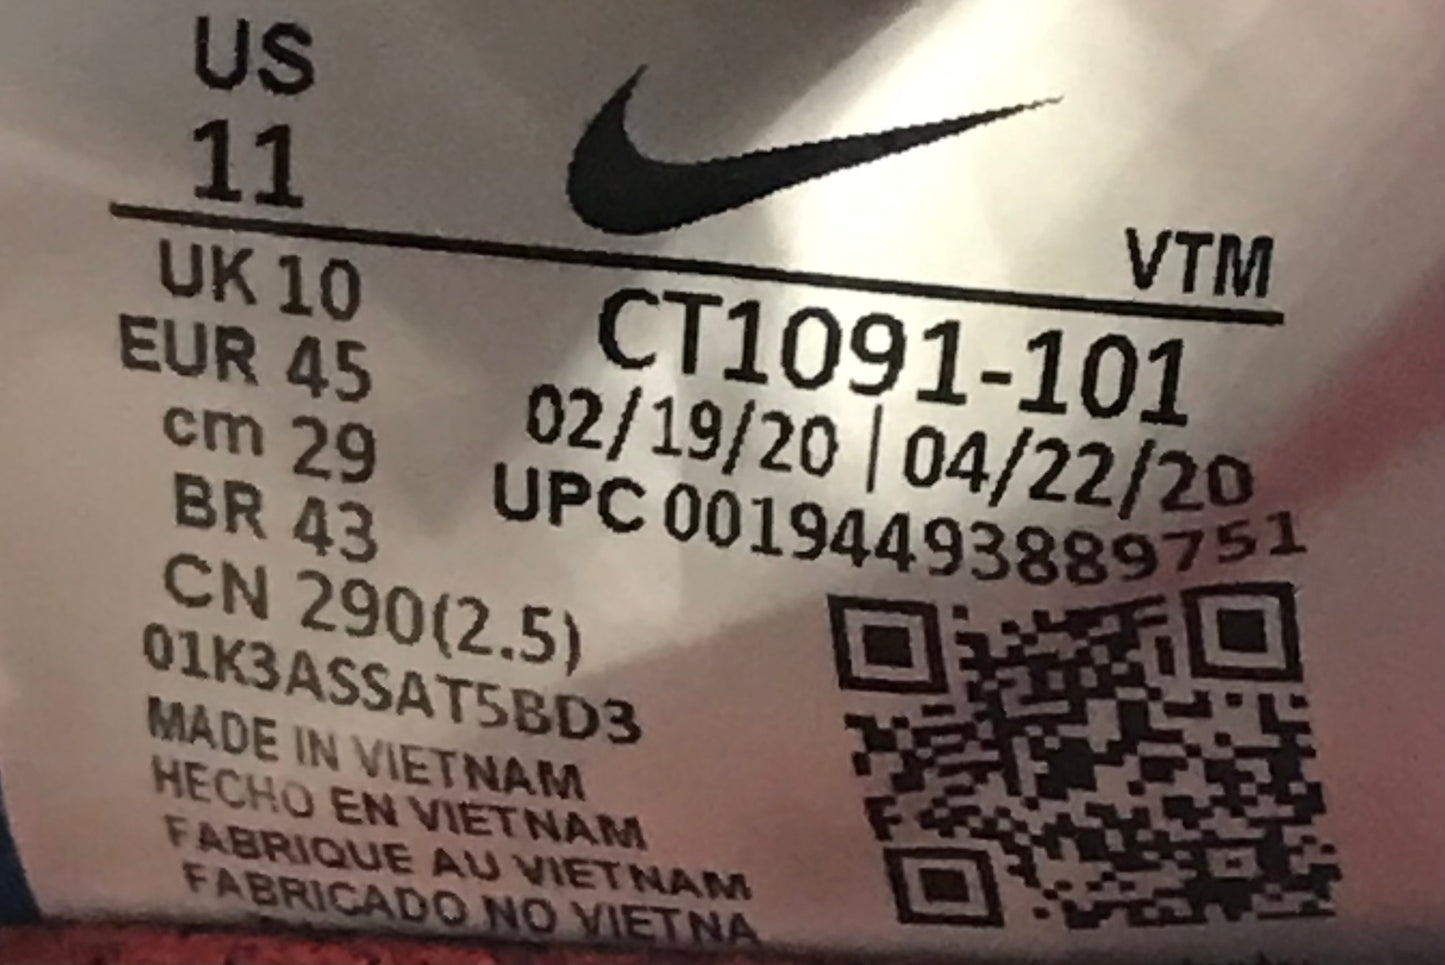 US
11
VTM
UK 10
EUR 45
cm 29
BR 43
CN 290(2.5)
01K3ASSAT5BD3
CT1091-101
02/19/20 | 04/22/20
UPC 00194493889751
MADE IN VIETNAM
HECHO EN VIETNAM
FABRIQUE AU VIETNAM
FABRICADO NO VIETNA